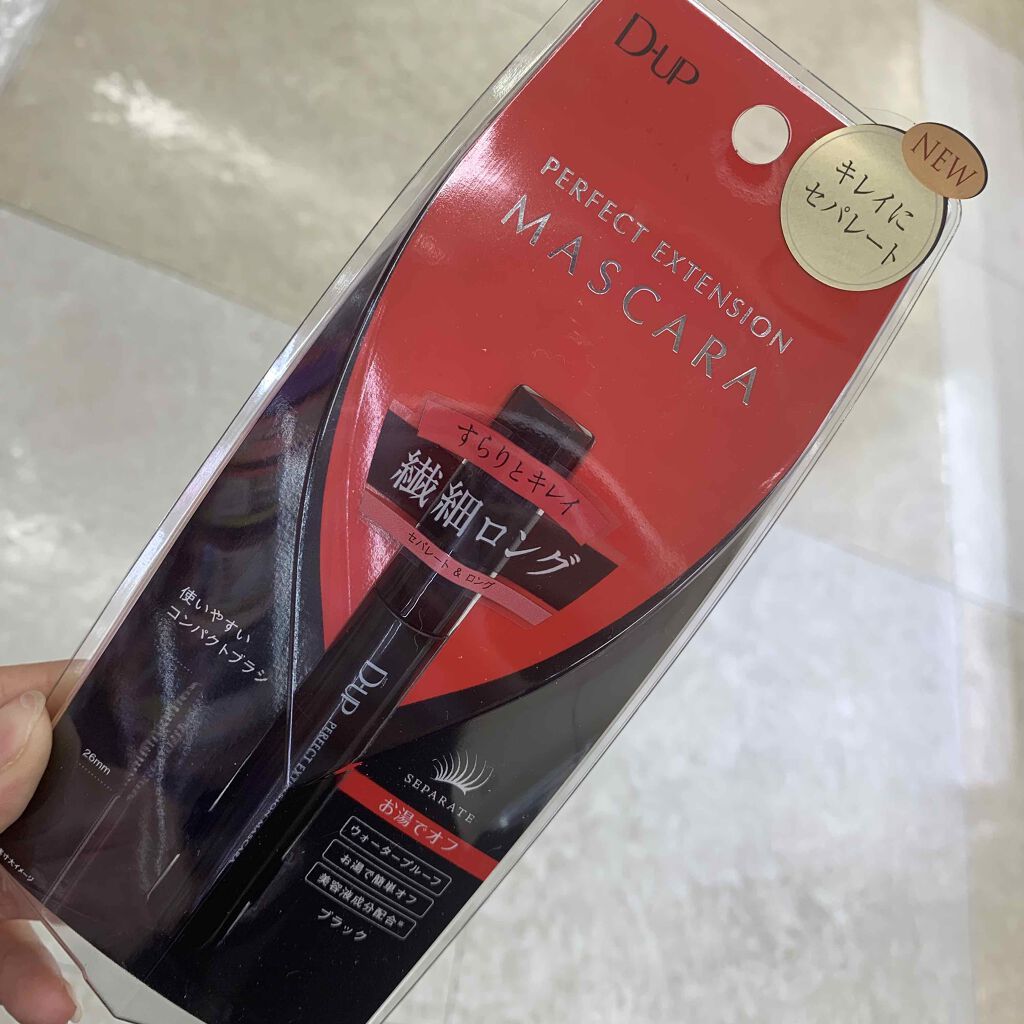 D-UP
NEW
キレイに
セパレート
PERFECT EXTENSION
MASCARA
すらりとキレイ
繊細ロング
セパレート & ロング
使いやすい
コンパクトブラシ
26mm
D-UP PERFECT EXT
SEPARATE
お湯でオフ
ウォータープルーフ
お湯で簡単オフ
美容液成分配合※
ブラック